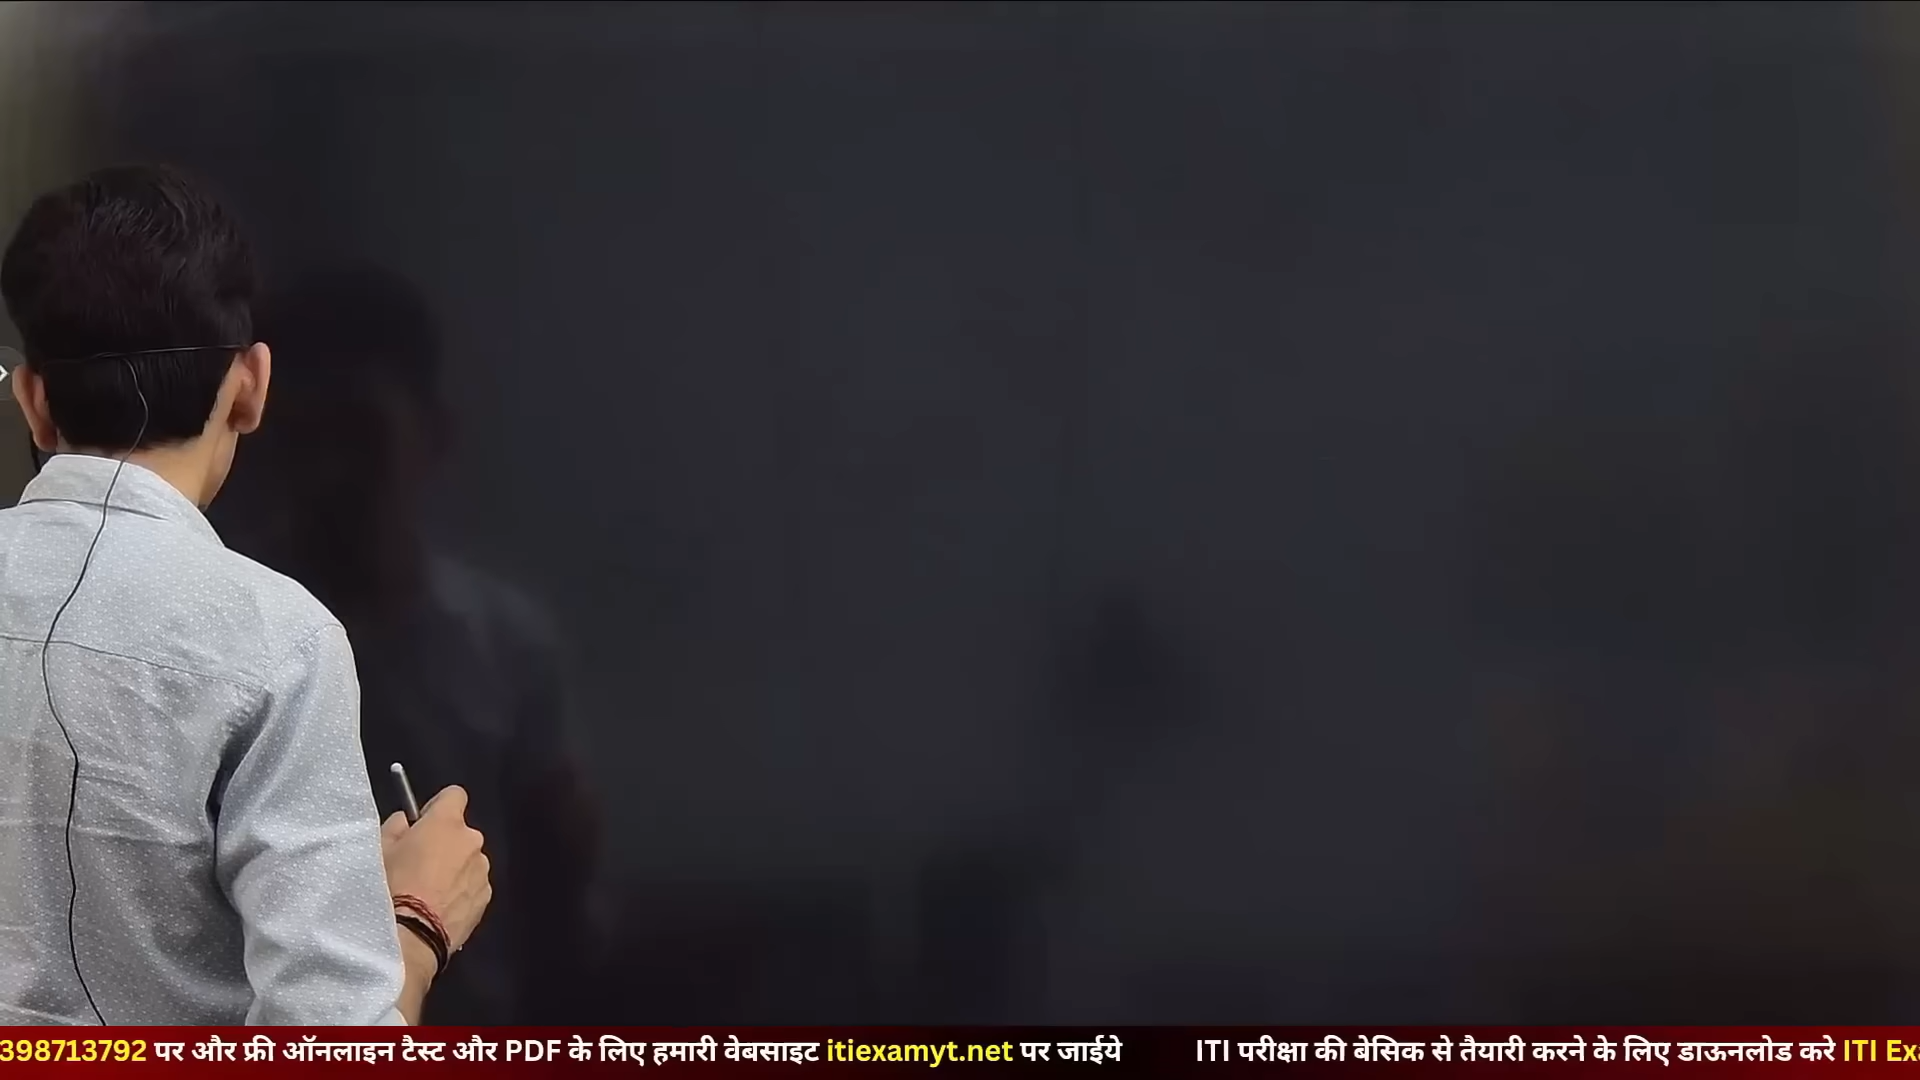 398713792 पर और फ्री ऑनलाइन टैस्ट और PDF के लिए हमारी वेबसाइट itiexamyt.net पर जाईये ITI परीक्षा की बेसिक से तैयारी करने के लिए डाऊनलोड करे ITI Exa